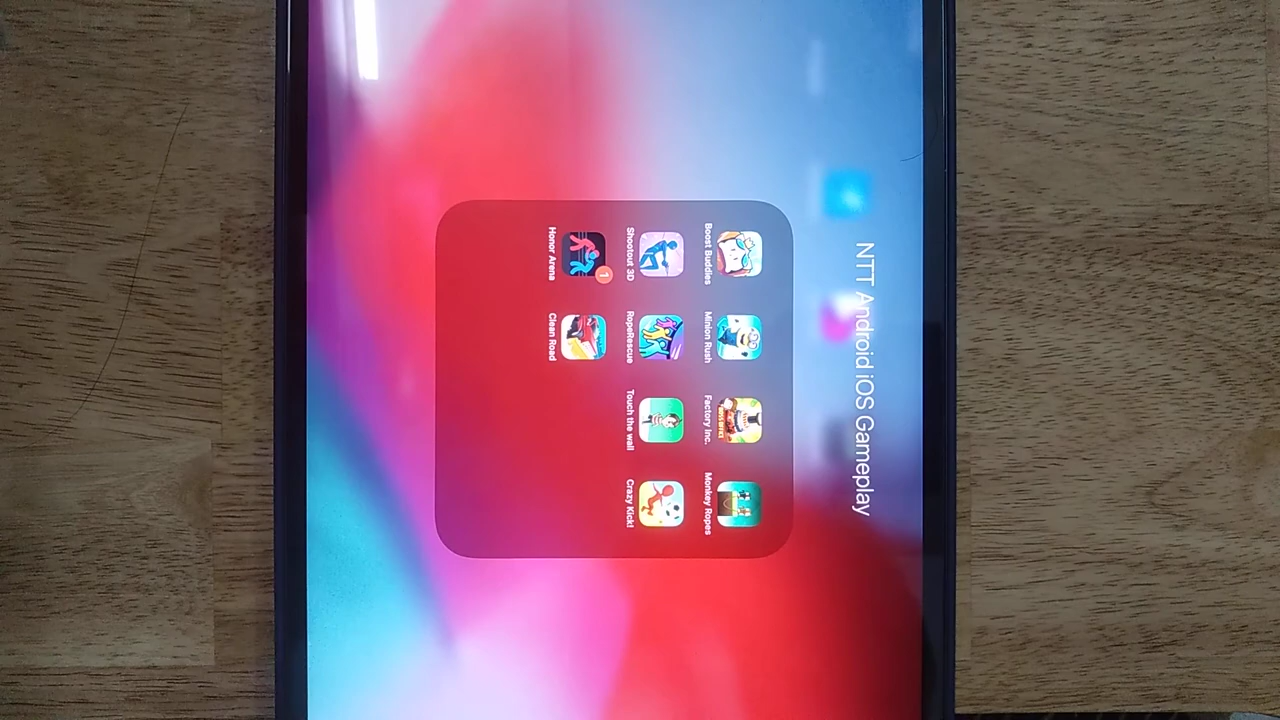 NTT Android iOS Gameplay
Boost Buddies
Minion Rush
Factory Inc.
Monkey Ropes
Shootout 3D
RopeRescue
Touch the wall
Crazy Kick!
1
Honor Arena
Clean Road